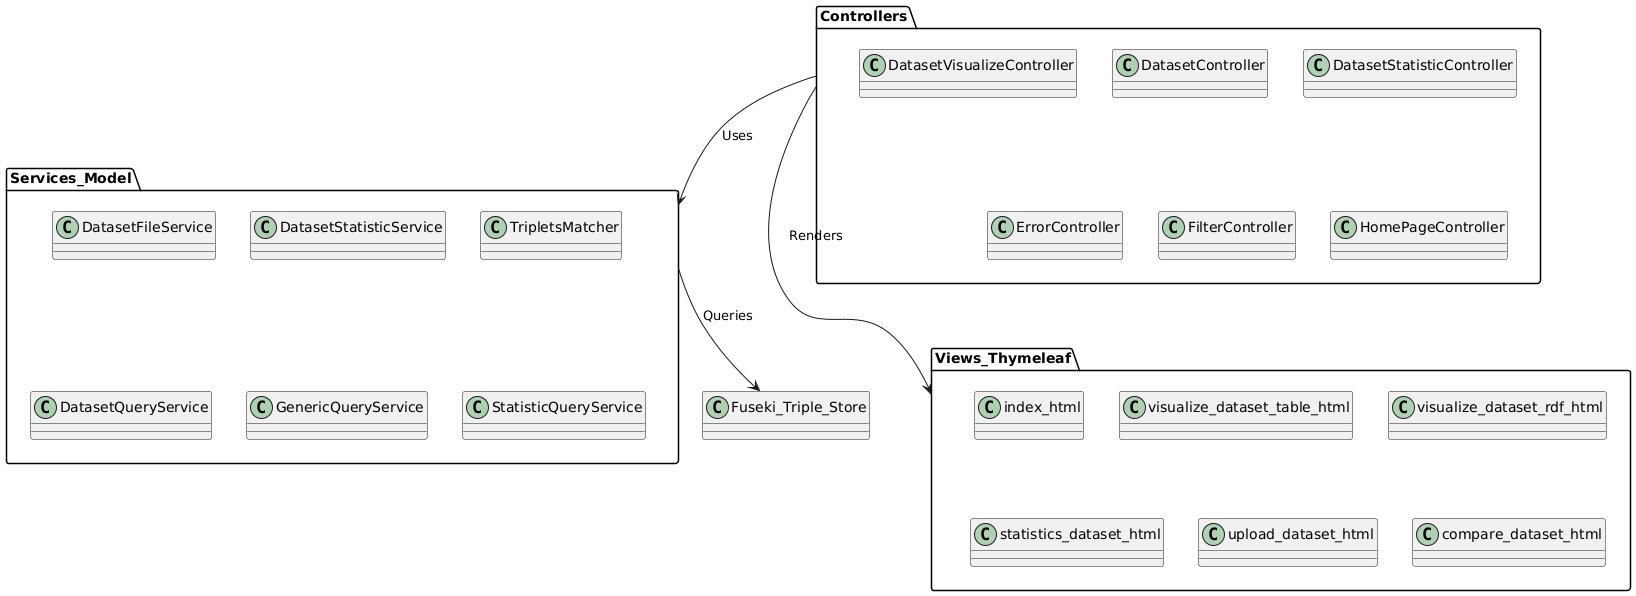 Controllers
C DatasetVisualizeController
C DatasetController
C DatasetStatisticController
Uses
Services_Model
C DatasetFileService
C DatasetStatisticService
C TripletsMatcher
Renders
C ErrorController
C FilterController
C HomePageController
Queries
Views_Thymeleaf
C DatasetQueryService
C GenericQueryService
C StatisticQueryService
C Fuseki_Triple_Store
C index_html
C visualize_dataset_table_html
C visualize_dataset_rdf_html
C statistics_dataset_html
C upload_dataset_html
C compare_dataset_html